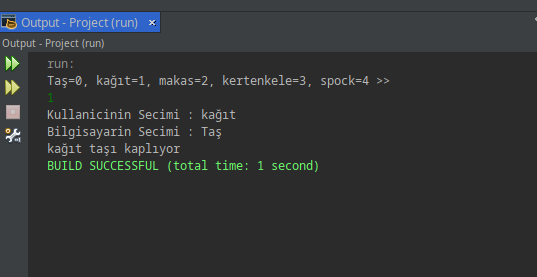 Output - Project (run) ×
Output - Project (run)
run:
Taş=0, kağıt=1, makas=2, kertenkele=3, spock=4 >>
1
Kullanicinin Secimi : kağıt
Bilgisayarin Secimi : Taş
kağıt taşı kaplıyor
BUILD SUCCESSFUL (total time: 1 second)